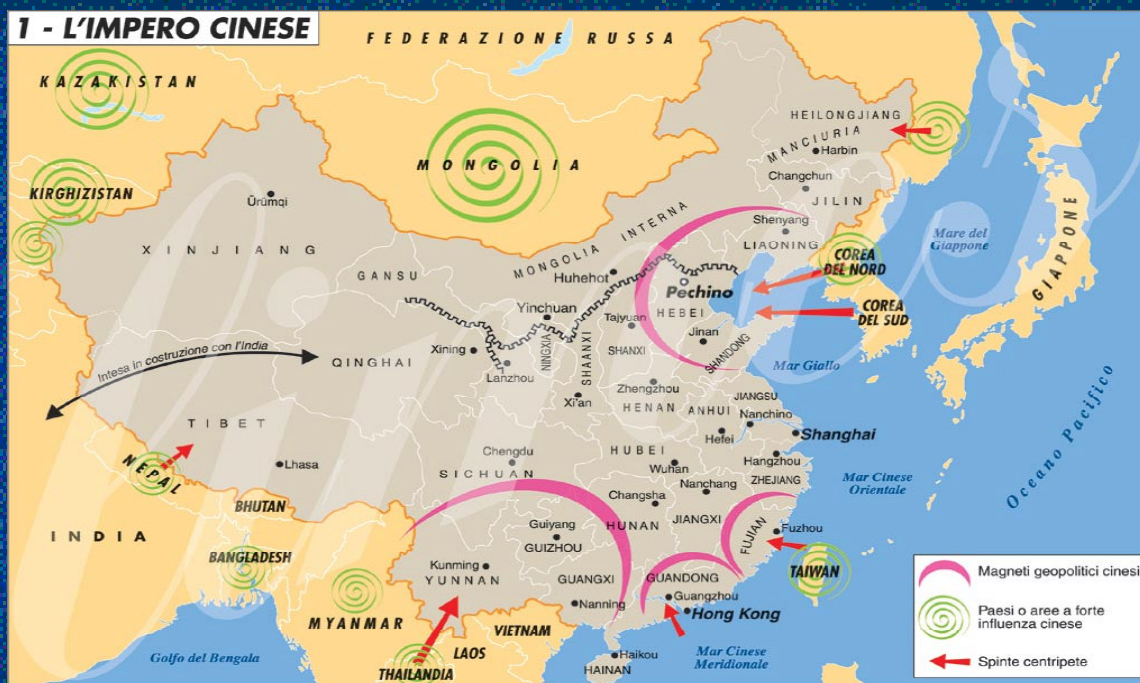 1 - L'IMPERO CINESE
FEDERAZIONE RUSSA
KAZAKISTAN
HEILONGJIANG
MANCIURIA
Harbin
MONGOLIA
KIRGHIZISTAN
Ürümqi
Changchun
JILIN
XINJIANG
MONGOLIA INTERNA
Shenyang
LIAONING
Mare del
Giappone
GIAPPONE
GANSU
Huhehot
COREA
DEL NORD
Pechino
HEBEI
COREA
DEL SUD
Yinchuan
Tajyuan
Jinan
SHANDONG
Xining
NINGXIA
SHAANXI
SHANXI
Intesa in costruzione con l'India
QINGHAI
Lanzhou
Mar Giallo
Zhengzhou
Xi'an
HENAN
ANHUI
JIANGSU
Nanchino
TIBET
Hefei
Shanghai
Oceano Pacifico
Chengdu
HUBEI
NEPAL
Lhasa
SICHUAN
Wuhan
Hangzhou
ZHEJIANG
Nanchang
Mar Cinese
Orientale
BHUTAN
Changsha
INDIA
HUNAN
JIANGXI
Guiyang
GUIZHOU
FUJIAN
Fuzhou
BANGLADESH
Kunming
YUNNAN
GUANGXI
GUANDONG
TAIWAN
Guangzhou
Nanning
Hong Kong
MYANMAR
VIETNAM
Golfo del Bengala
LAOS
Haikou
Mar Cinese
Meridionale
THAILANDIA
HAINAN
Magneti geopolitici cinesi
Paesi o aree a forte
influenza cinese
Spinte centripete
limes